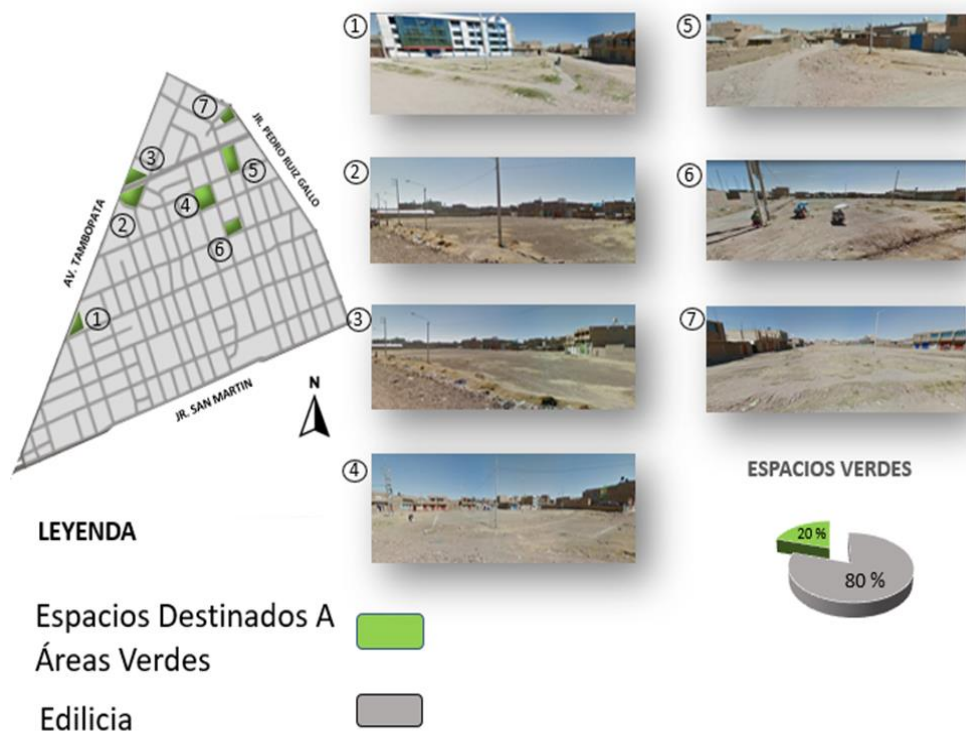 7
3
5
4
2
6
1
JR. PEDRO RUIZ GALLO
AV. TAMBOPATA
JR. SAN MARTIN
N
1
2
3
4
5
6
7
ESPACIOS VERDES
20 %
80 %
LEYENDA
Espacios Destinados A
Áreas Verdes
Edilicia